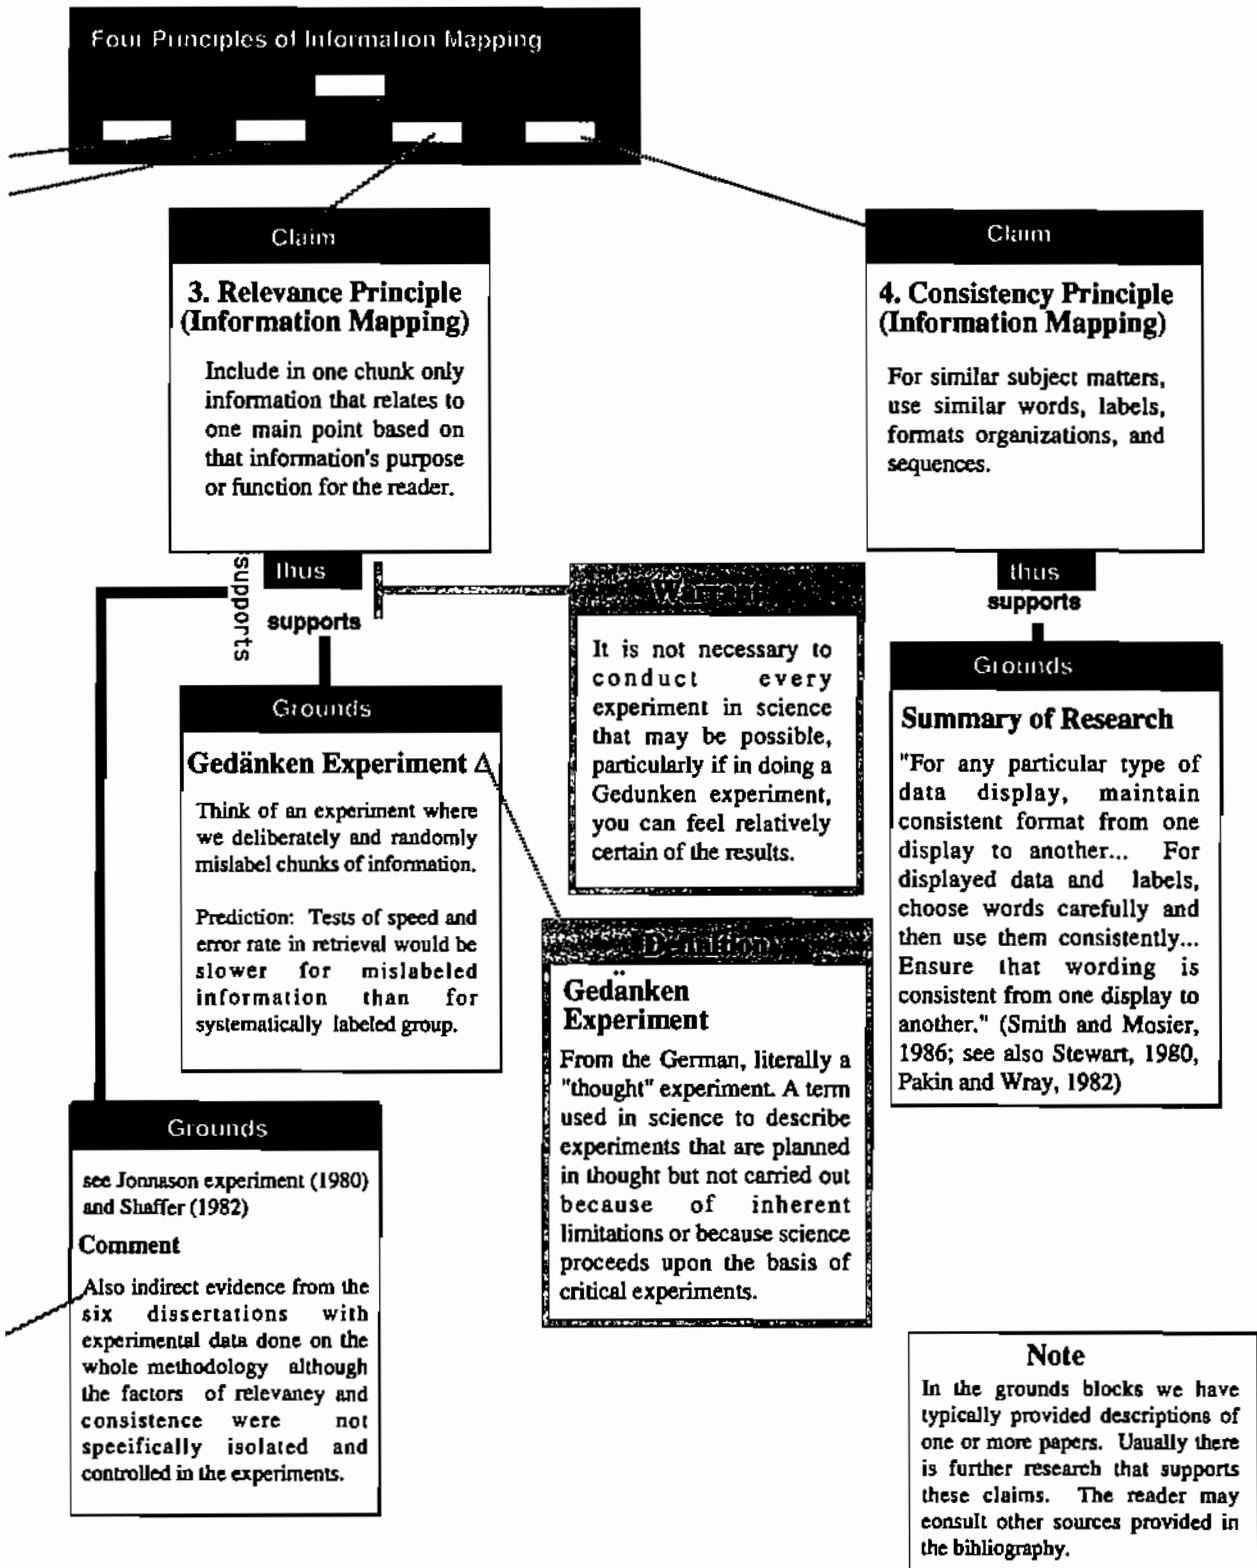 Four Principles of Information Mapping
Claim
3. Relevance Principle
(Information Mapping)
Include in one chunk only
information that relates to
one main point based on
that information's purpose
or function for the reader.
Claim
4. Consistency Principle
(Information Mapping)
For similar subject matters,
use similar words, labels,
formats organizations, and
sequences.
supports
thus
supports
Warrant
It is not necessary to
conduct every
experiment in science
that may be possible,
particularly if in doing a
Gedunken experiment,
you can feel relatively
certain of the results.
thus
supports
Grounds
Gedänken Experiment Δ
Think of an experiment where
we deliberately and randomly
mislabel chunks of information.
Prediction: Tests of speed and
error rate in retrieval would be
slower for mislabeled
information than for
systematically labeled group.
Grounds
Summary of Research
"For any particular type of
data display, maintain
consistent format from one
display to another... For
displayed data and labels,
choose words carefully and
then use them consistently...
Ensure that wording is
consistent from one display to
another." (Smith and Mosier,
1986; see also Stewart, 1980,
Pakin and Wray, 1982)
Definition
Gedänken
Experiment
From the German, literally a
"thought" experiment. A term
used in science to describe
experiments that are planned
in thought but not carried out
because of inherent
limitations or because science
proceeds upon the basis of
critical experiments.
Grounds
see Jonnason experiment (1980)
and Shaffer (1982)
Comment
Also indirect evidence from the
six dissertations with
experimental data done on the
whole methodology although
the factors of relevancy and
consistence were not
specifically isolated and
controlled in the experiments.
Note
In the grounds blocks we have
typically provided descriptions of
one or more papers. Uaually there
is further research that supports
these claims. The reader may
consult other sources provided in
the bibliography.